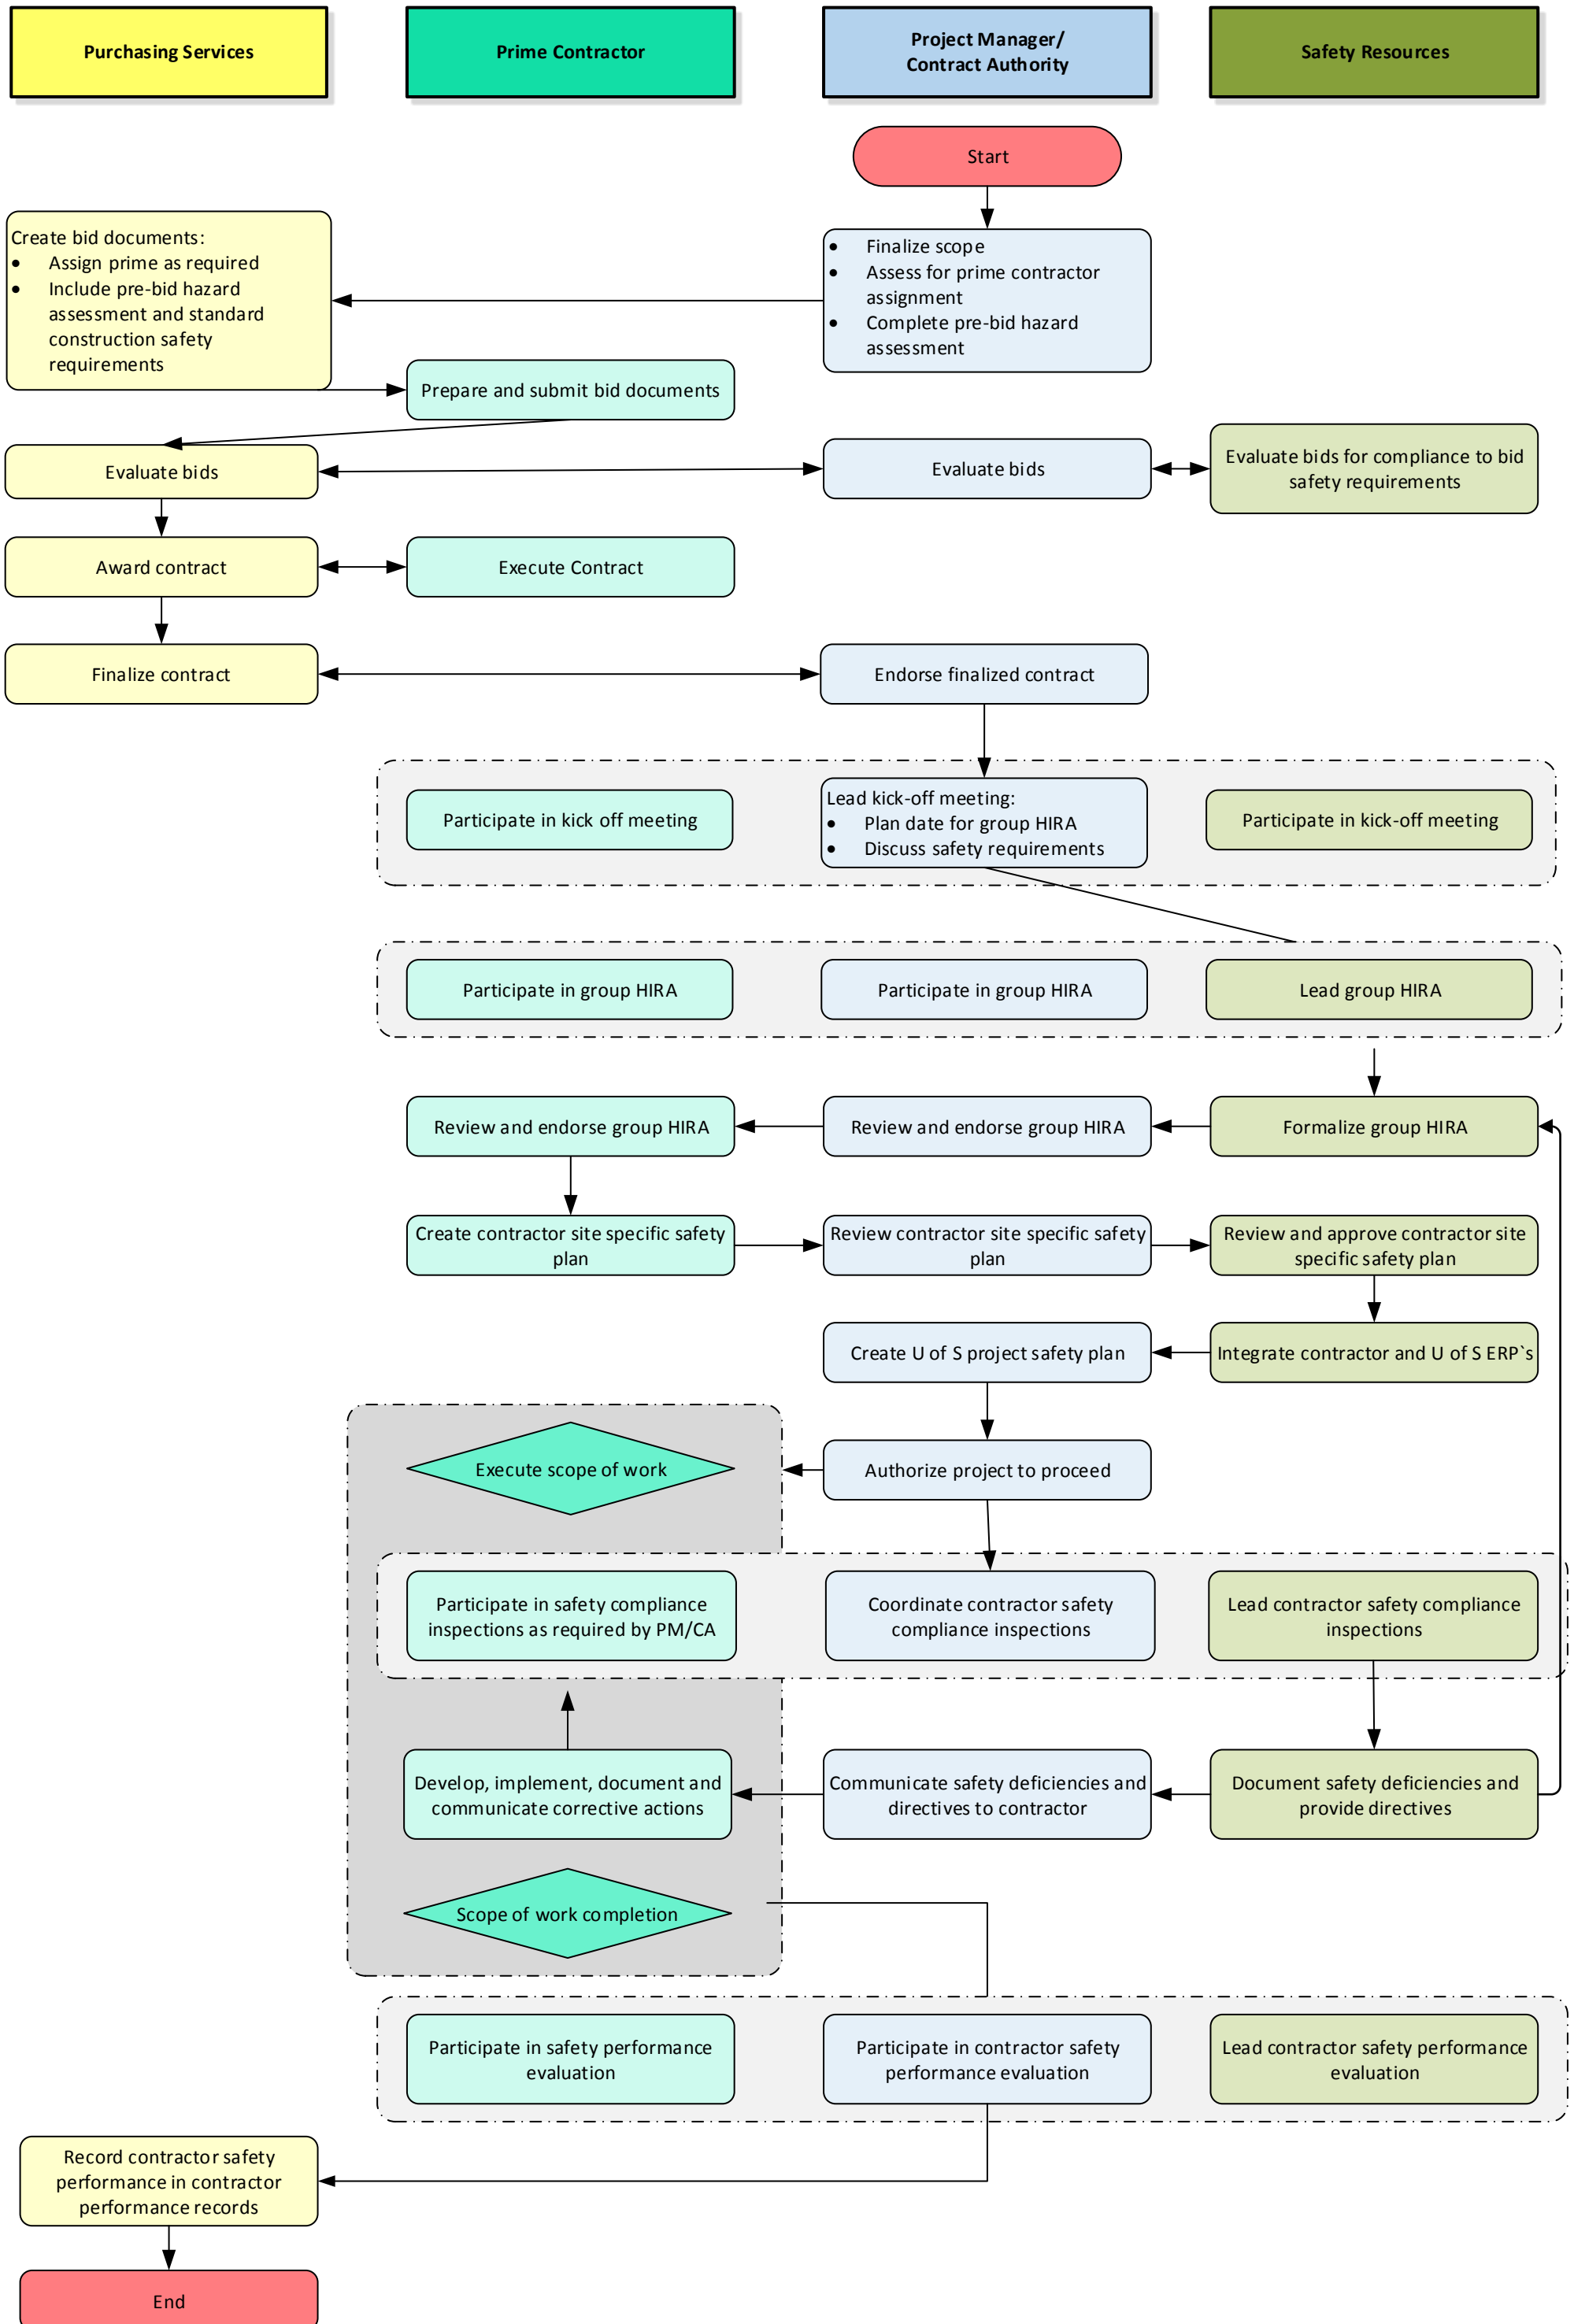 Purchasing Services
Prime Contractor
Project Manager/
Contract Authority
Safety Resources
Start
Create bid documents:
• Assign prime as required
• Include pre-bid hazard
assessment and standard
construction safety
requirements
• Finalize scope
• Assess for prime contractor
assignment
• Complete pre-bid hazard
assessment
Prepare and submit bid documents
Evaluate bids
Evaluate bids
Evaluate bids for compliance to bid
safety requirements
Award contract
Execute Contract
Finalize contract
Endorse finalized contract
Participate in kick off meeting
Lead kick-off meeting:
• Plan date for group HIRA
• Discuss safety requirements
Participate in kick-off meeting
Participate in group HIRA
Participate in group HIRA
Lead group HIRA
Review and endorse group HIRA
Review and endorse group HIRA
Formalize group HIRA
Create contractor site specific safety
plan
Review contractor site specific safety
plan
Review and approve contractor site
specific safety plan
Create U of S project safety plan
Integrate contractor and U of S ERP`s
Execute scope of work
Authorize project to proceed
Participate in safety compliance
inspections as required by PM/CA
Coordinate contractor safety
compliance inspections
Lead contractor safety compliance
inspections
Develop, implement, document and
communicate corrective actions
Communicate safety deficiencies and
directives to contractor
Document safety deficiencies and
provide directives
Scope of work completion
Participate in safety performance
evaluation
Participate in contractor safety
performance evaluation
Lead contractor safety performance
evaluation
Record contractor safety
performance in contractor
performance records
End